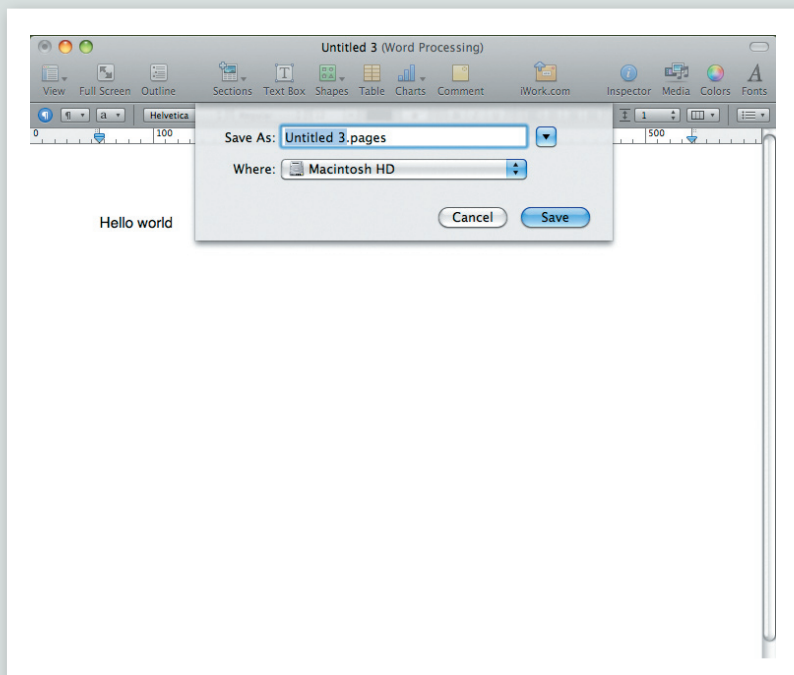 Untitled 3 (Word Processing)
View Full Screen Outline Sections Text Box Shapes Table Charts Comment iWork.com Inspector Media Colors Fonts
¶ a Helvetica 1
0 100 500
Save As: Untitled 3.pages
Where: Macintosh HD
Cancel Save
Hello world